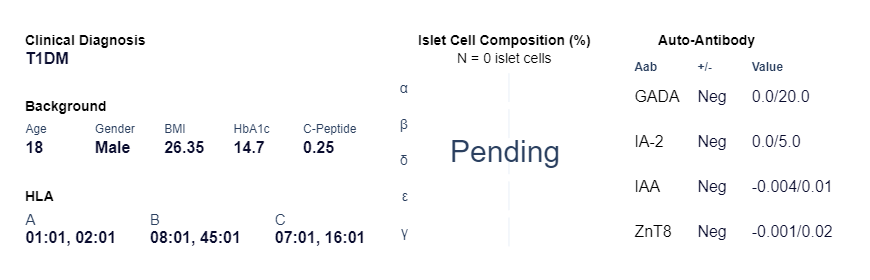 Clinical Diagnosis
T1DM
Background
Age Gender BMI HbA1c C-Peptide
18 Male 26.35 14.7 0.25
HLA
A B C
01:01, 02:01 08:01, 45:01 07:01, 16:01
Islet Cell Composition (%)
N = 0 islet cells
α
β
δ
ε
γ
Pending
Auto-Antibody
Aab +/- Value
GADA Neg 0.0/20.0
IA-2 Neg 0.0/5.0
IAA Neg -0.004/0.01
ZnT8 Neg -0.001/0.02